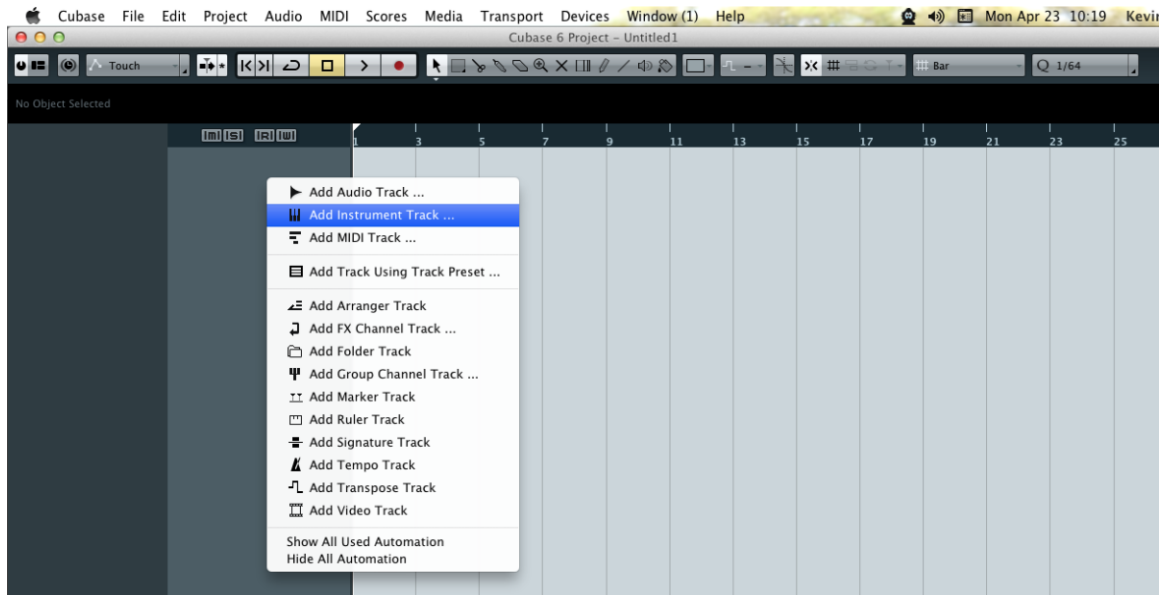 Cubase File Edit Project Audio MIDI Scores Media Transport Devices Window (1) Help Mon Apr 23 10:19 Kevin
Cubase 6 Project - Untitled1
Touch Bar 1/64
No Object Selected
[m] [s] [R] [W] 1 3 5 7 9 11 13 15 17 19 21 23 25
Add Audio Track ...
Add Instrument Track ...
Add MIDI Track ...
Add Track Using Track Preset ...
Add Arranger Track
Add FX Channel Track ...
Add Folder Track
Add Group Channel Track ...
Add Marker Track
Add Ruler Track
Add Signature Track
Add Tempo Track
Add Transpose Track
Add Video Track
Show All Used Automation
Hide All Automation